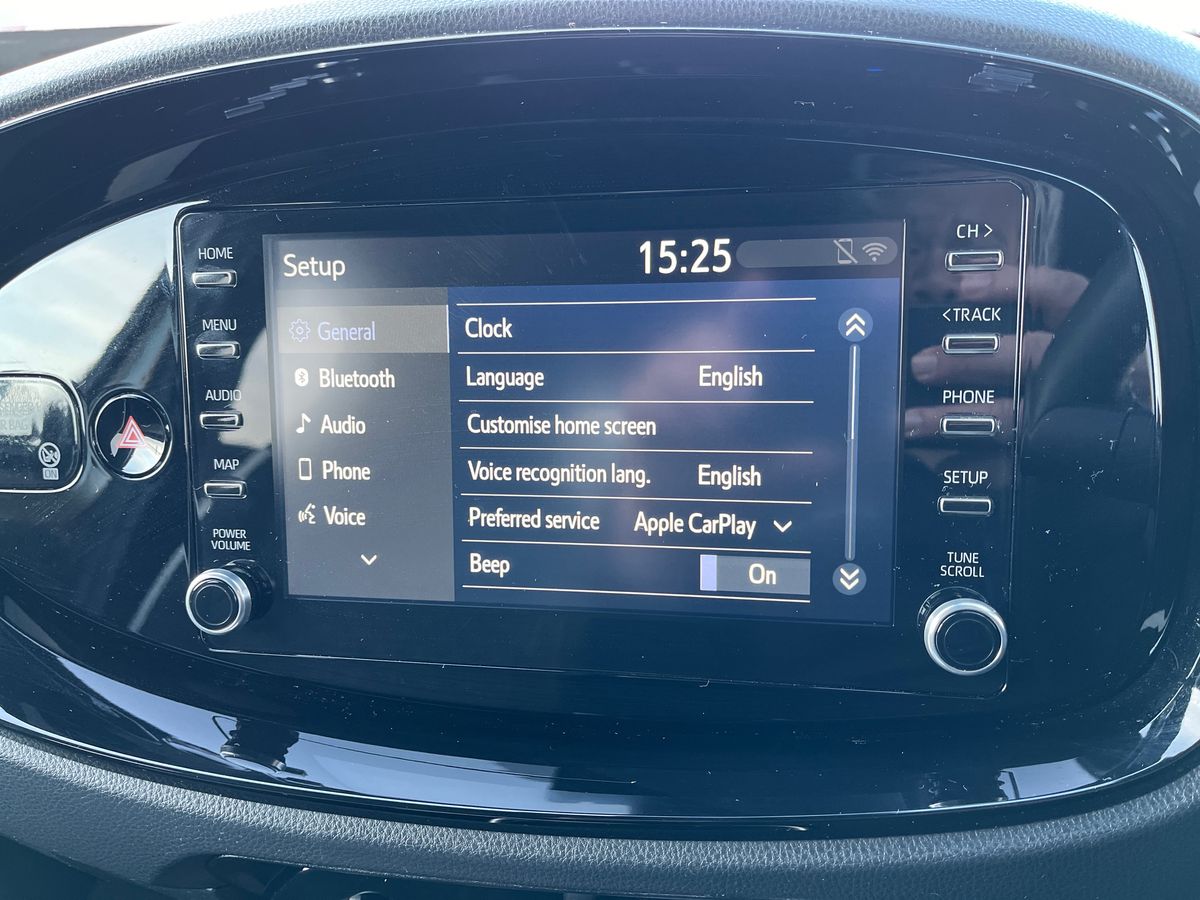 HOME
MENU
AUDIO
MAP
POWER
VOLUME
ON
Setup
15:25
General
Bluetooth
Audio
Phone
Voice
Clock
Language English
Customise home screen
Voice recognition lang. English
Preferred service Apple CarPlay
Beep On
CH >
< TRACK
PHONE
SETUP
TUNE
SCROLL